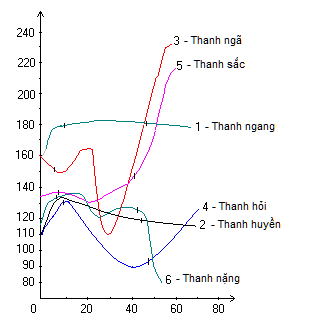 240
220
200
180
160
140
120
110
100
90
80
0
0
20
40
60
80
3 - Thanh ngã
5 - Thanh sắc
1 - Thanh ngang
4 - Thanh hỏi
2 - Thanh huyền
6 - Thanh nặng